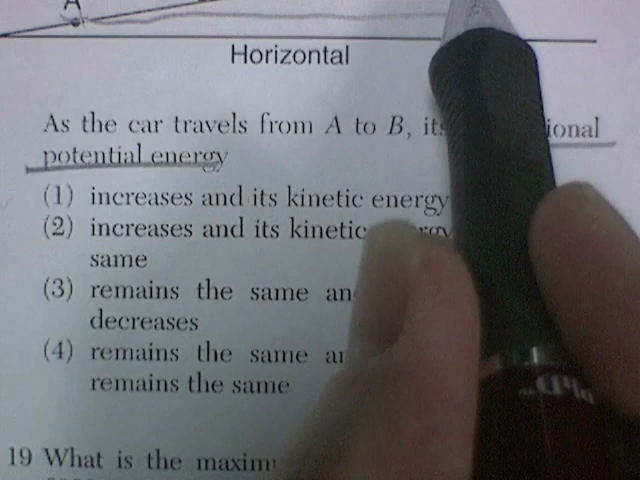 A
Horizontal
As the car travels from A to B, its ional
potential energy
(1) increases and its kinetic energy
(2) increases and its kinetic
same
(3) remains the same an
decreases
(4) remains the same
remains the same
19 What is the maxim